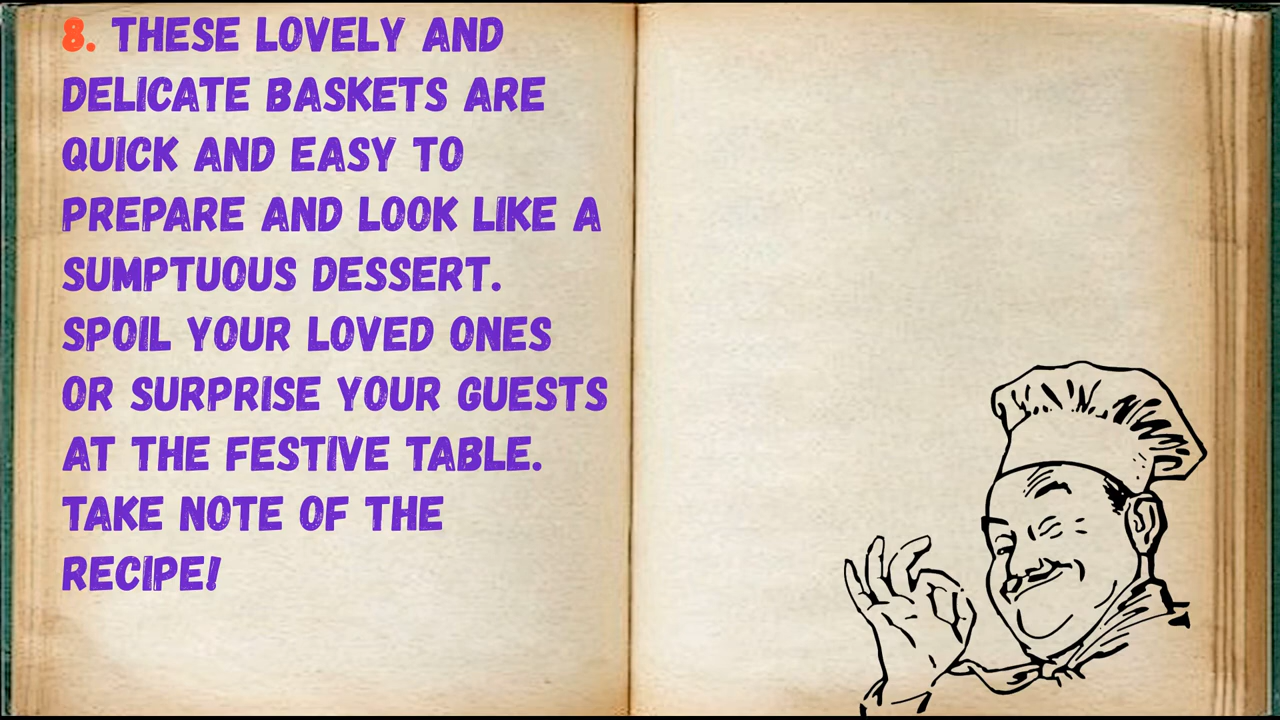 8. THESE LOVELY AND
DELICATE BASKETS ARE
QUICK AND EASY TO
PREPARE AND LOOK LIKE A
SUMPTUOUS DESSERT.
SPOIL YOUR LOVED ONES
OR SURPRISE YOUR GUESTS
AT THE FESTIVE TABLE.
TAKE NOTE OF THE
RECIPE!